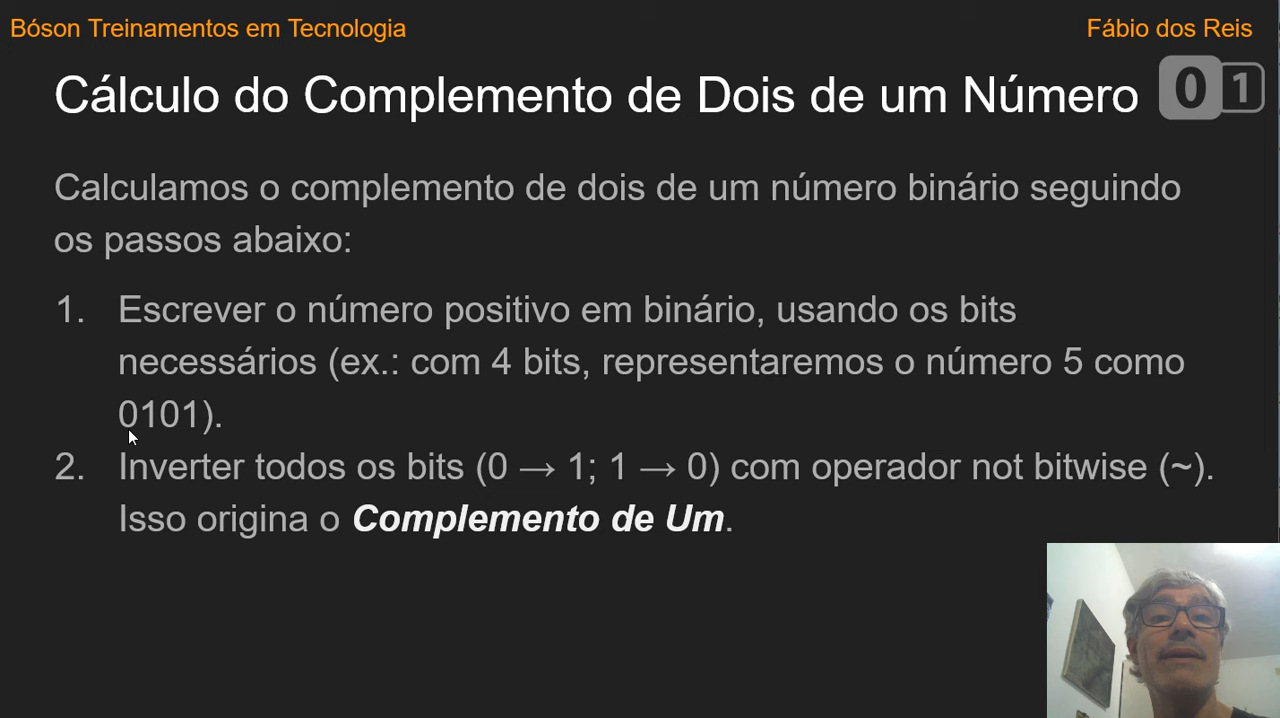 Bóson Treinamentos em Tecnologia
Fábio dos Reis
Cálculo do Complemento de Dois de um Número
0 1
Calculamos o complemento de dois de um número binário seguindo
os passos abaixo:
1. Escrever o número positivo em binário, usando os bits
necessários (ex.: com 4 bits, representaremos o número 5 como
0101).
2. Inverter todos os bits (0 → 1; 1 → 0) com operador not bitwise (~).
Isso origina o Complemento de Um.